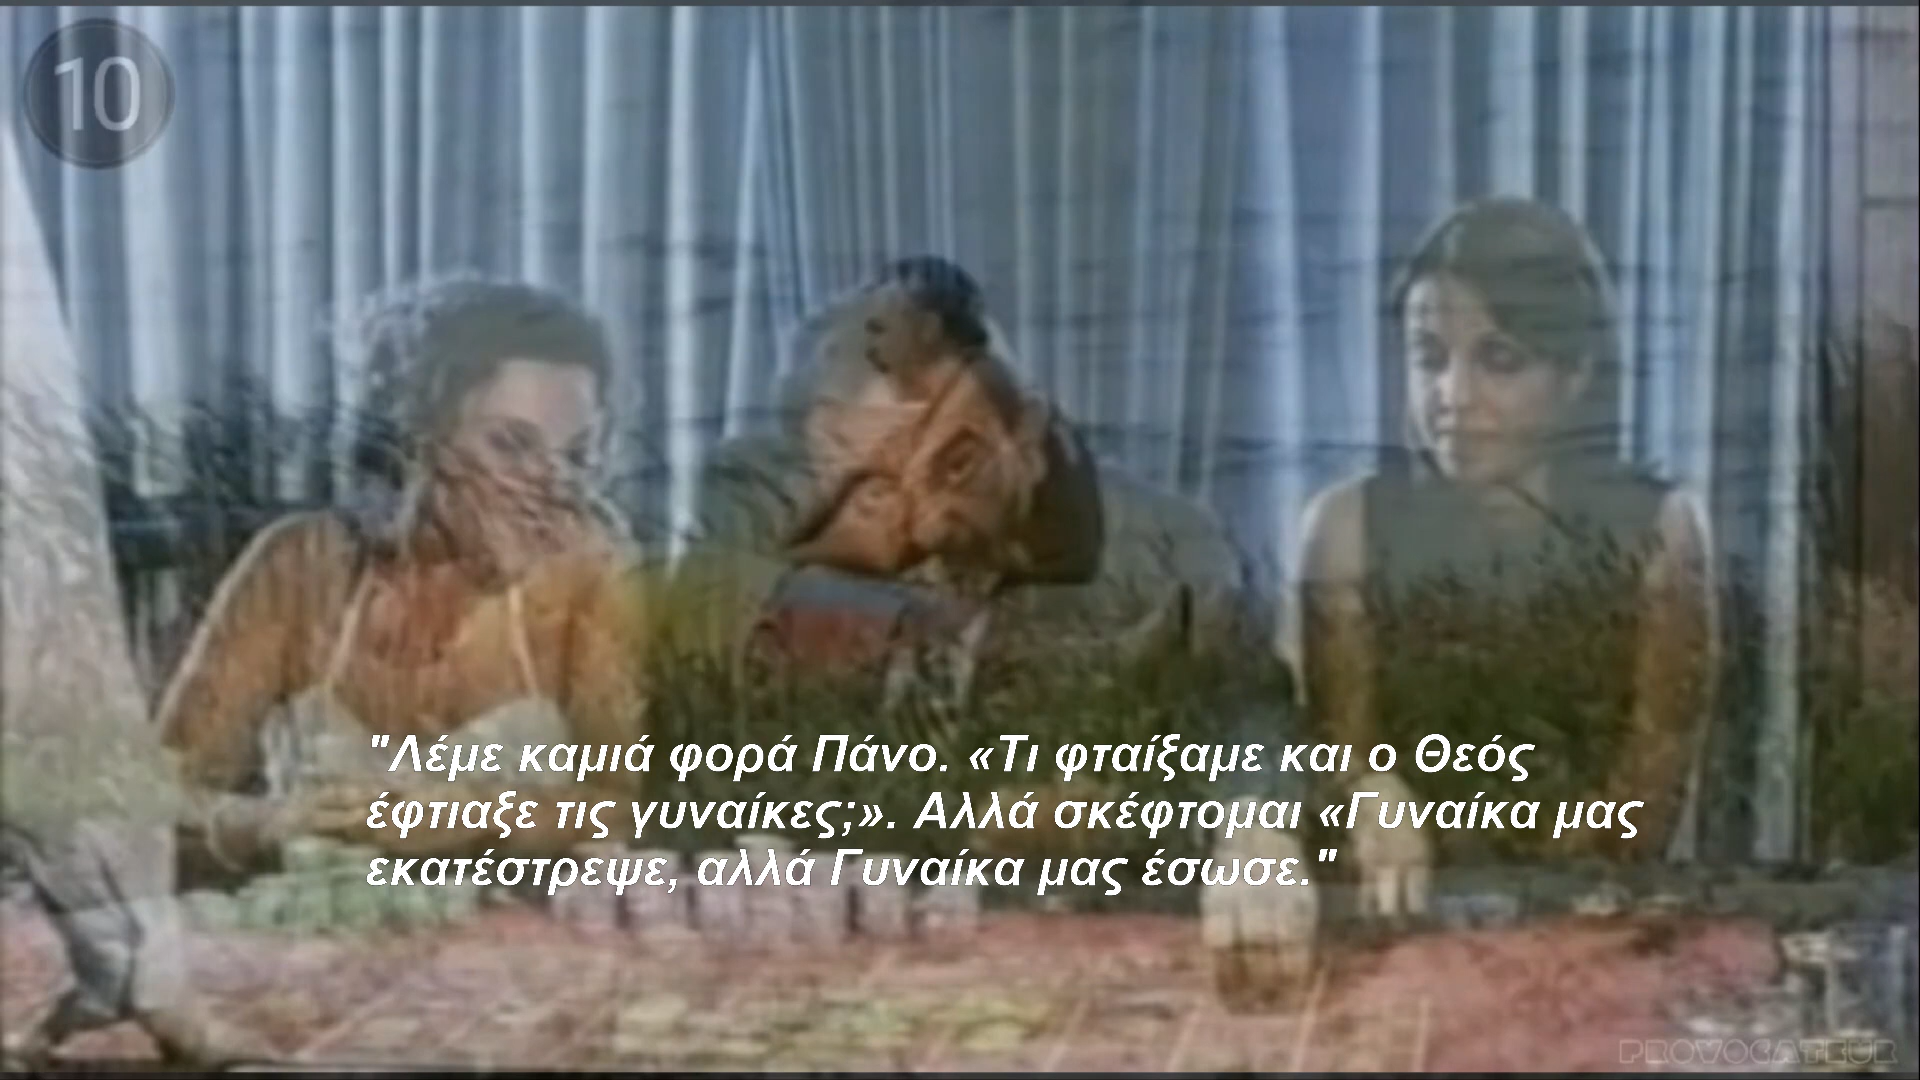 10
"Λέμε καμιά φορά Πάνο. «Τι φταίξαμε και ο Θεός
έφτιαξε τις γυναίκες;». Αλλά σκέφτομαι «Γυναίκα μας
εκατέστρεψε, αλλά Γυναίκα μας έσωσε."
PROVOCATEUR